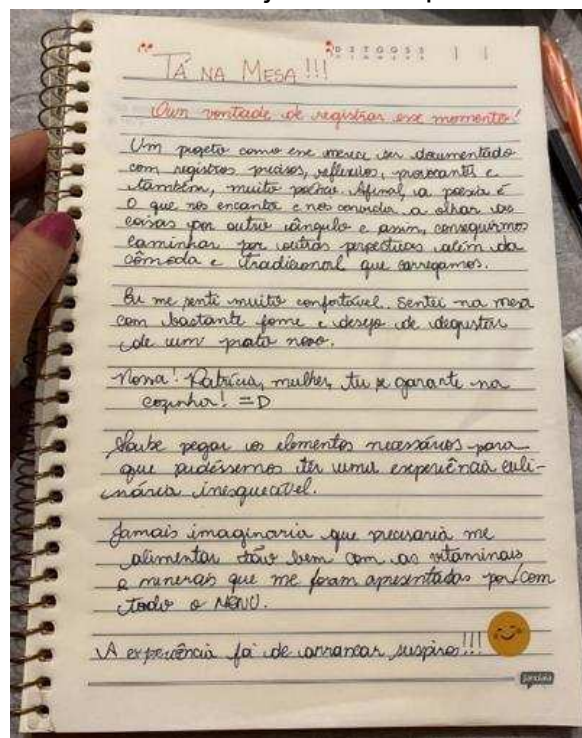 D S T Q Q S S
TÁ NA MESA!!!
Oun vontade de registrar esse momento!
Um projeto como esse merece ser documentado
com registros precisos, reflexivos, provocantes e
também, muito poético. Afinal, a poesia é
o que nos encanta e nos convida a olhar as
coisas por outro ângulo e assim, conseguirmos
caminhar por outras perspectivas além da
cômoda e tradicional que carregamos.
Eu me senti muito confortável. Sentei na mesa
com bastante fome e desejo de degustar
de um prato novo.
Nossa! Patrícia, mulher, tu se garante na
cozinha! =D
Soube pegar os elementos necessários para
que pudéssemos ter uma experiência culi-
nária inesquecível.
Jamais imaginaria que precisaria me
alimentar tão bem com as vitaminas
e minerais que me foram apresentadas por/com
todo o MENU.
A experiência foi de arrancar suspiros!!!
jandaia